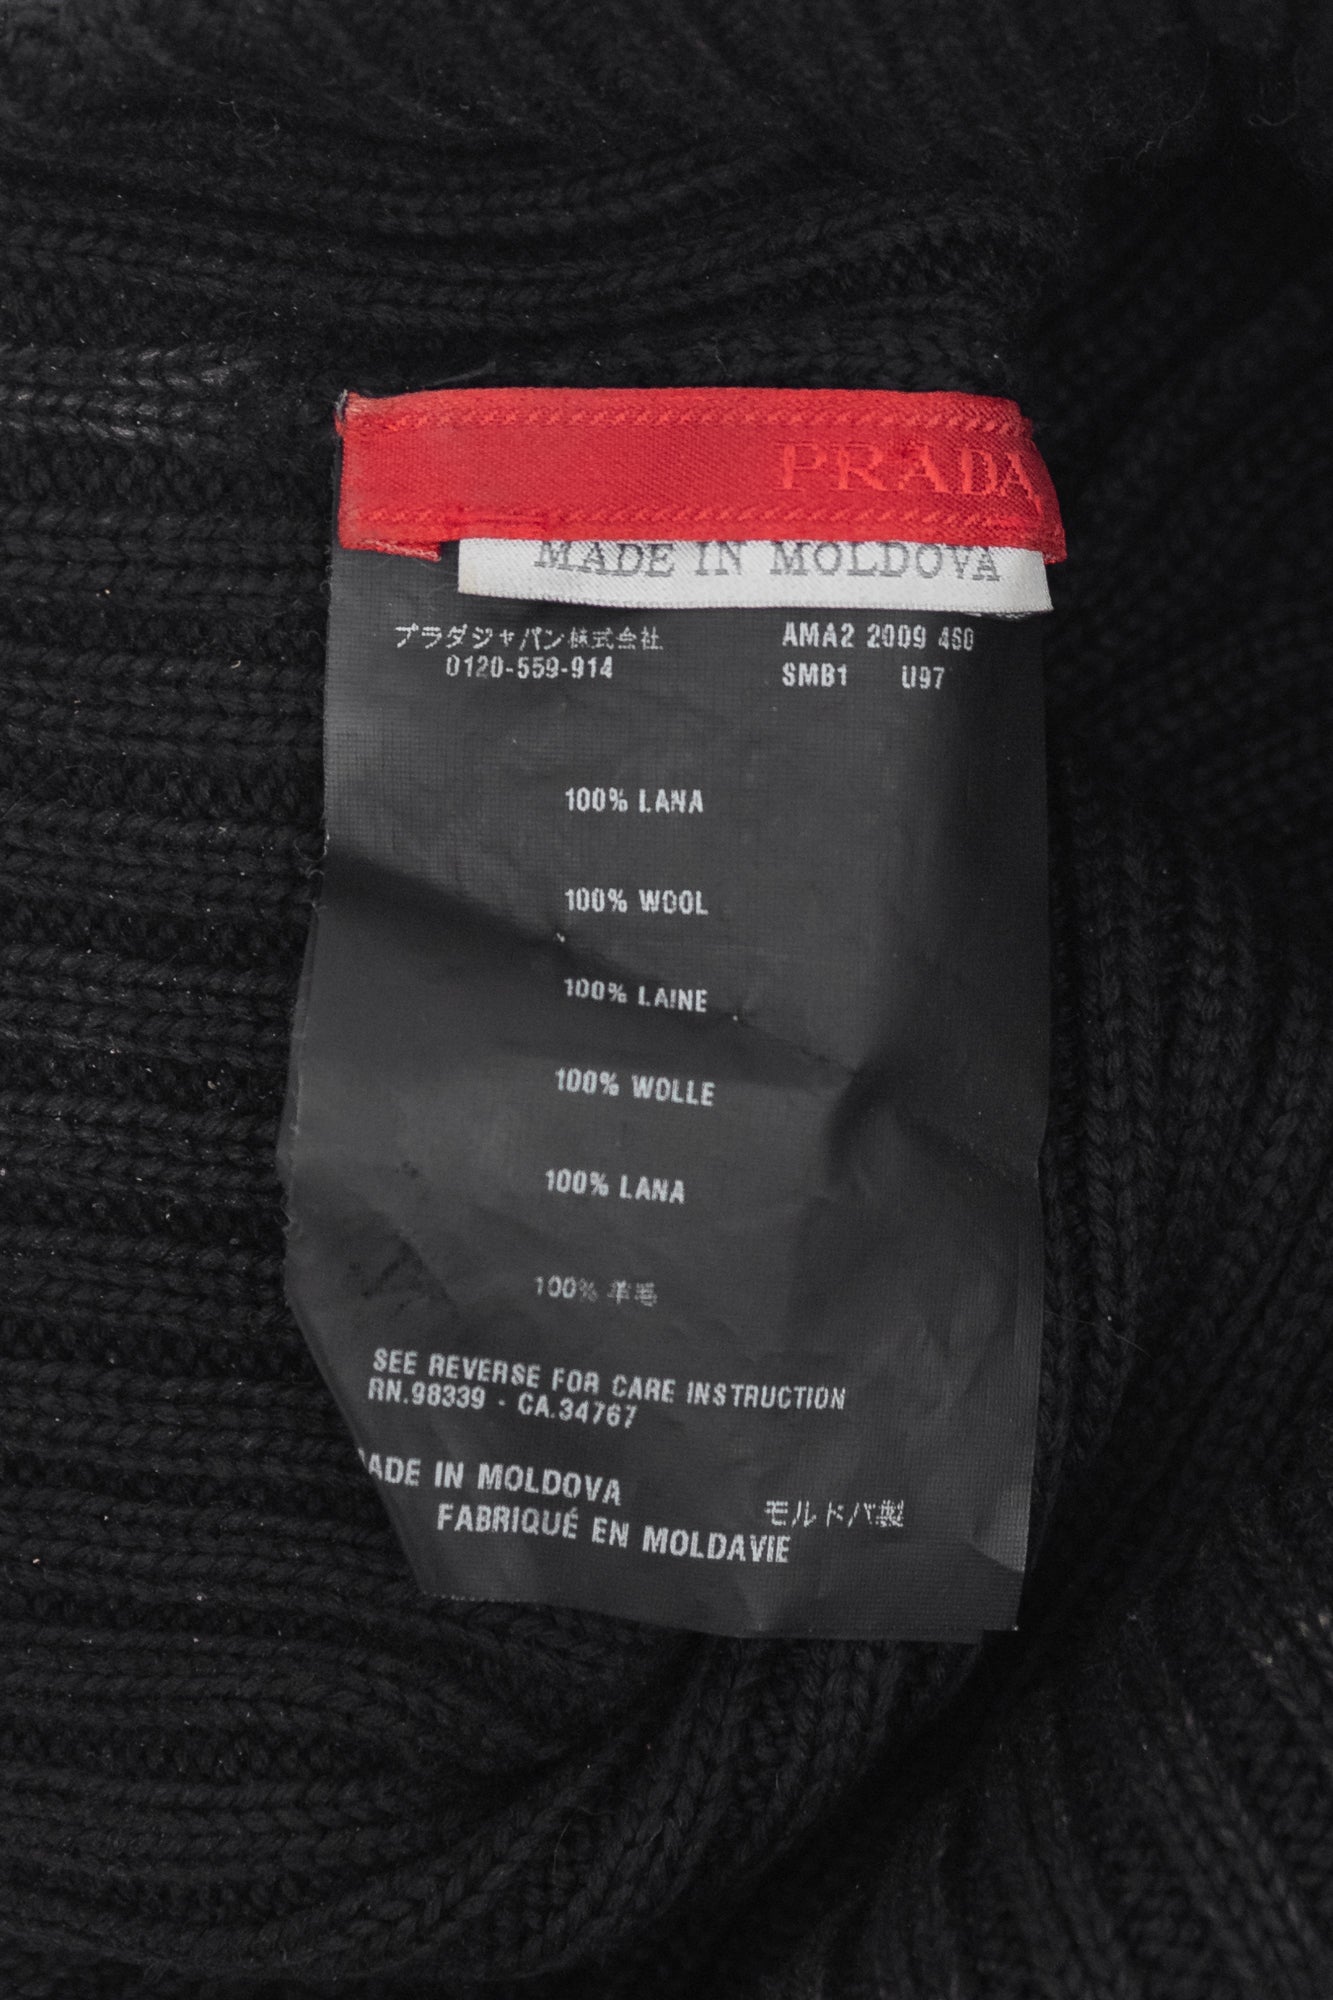 PRADA
MADE IN MOLDOVA
プラダジャパン株式会社
0120-559-914
AMA2 2009 450
SMB1 U97
100% LANA
100% WOOL
100% LAINE
100% WOLLE
100% LANA
100% 羊毛
SEE REVERSE FOR CARE INSTRUCTION
RN.98339 - CA.34767
MADE IN MOLDOVA
FABRIQUÉ EN MOLDAVIE
モルドバ製